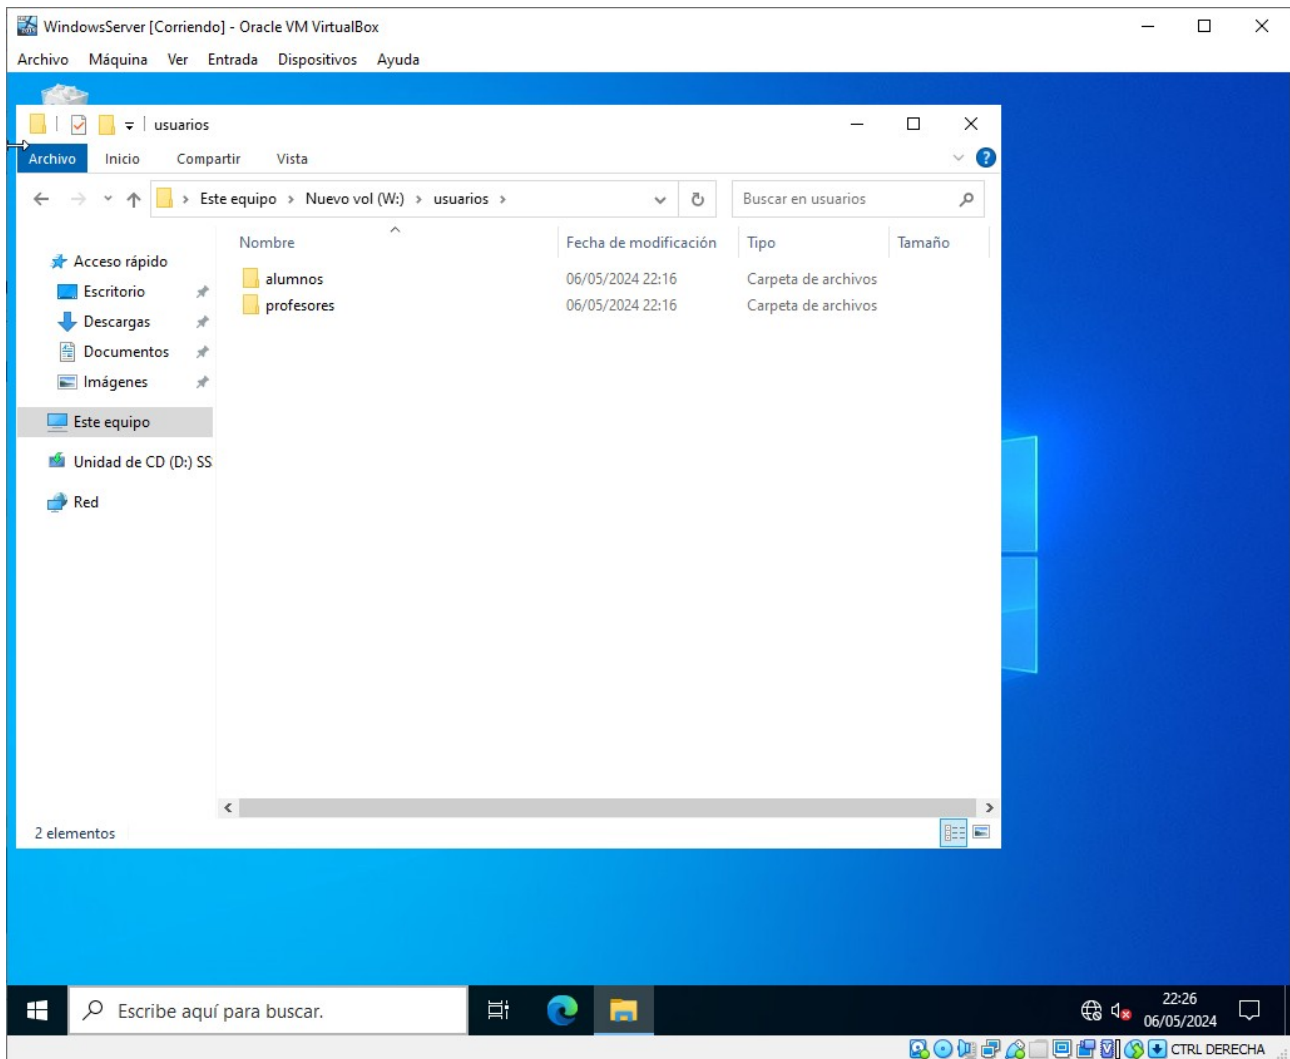 WindowsServer [Corriendo] - Oracle VM VirtualBox
Archivo Máquina Ver Entrada Dispositivos Ayuda
usuarios
Archivo Inicio Compartir Vista
Este equipo > Nuevo vol (W:) > usuarios >
Buscar en usuarios
Nombre Fecha de modificación Tipo Tamaño
Acceso rápido
Escritorio
Descargas
Documentos
Imágenes
Este equipo
Unidad de CD (D:) SS
Red
alumnos 06/05/2024 22:16 Carpeta de archivos
profesores 06/05/2024 22:16 Carpeta de archivos
2 elementos
Escribe aquí para buscar.
22:26
06/05/2024
CTRL DERECHA